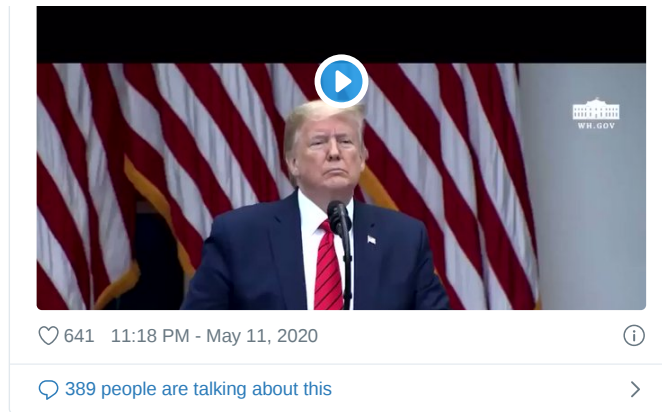 WH.GOV
641 11:18 PM - May 11, 2020
389 people are talking about this